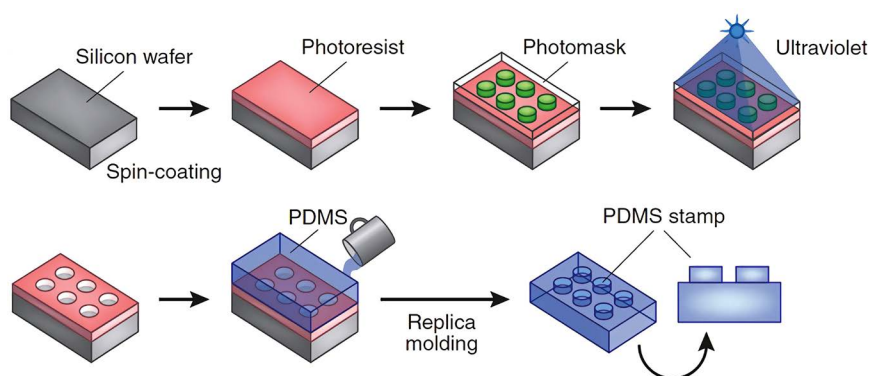 Silicon wafer
Photoresist
Photomask
Ultraviolet
Spin-coating
PDMS
PDMS stamp
Replica
molding